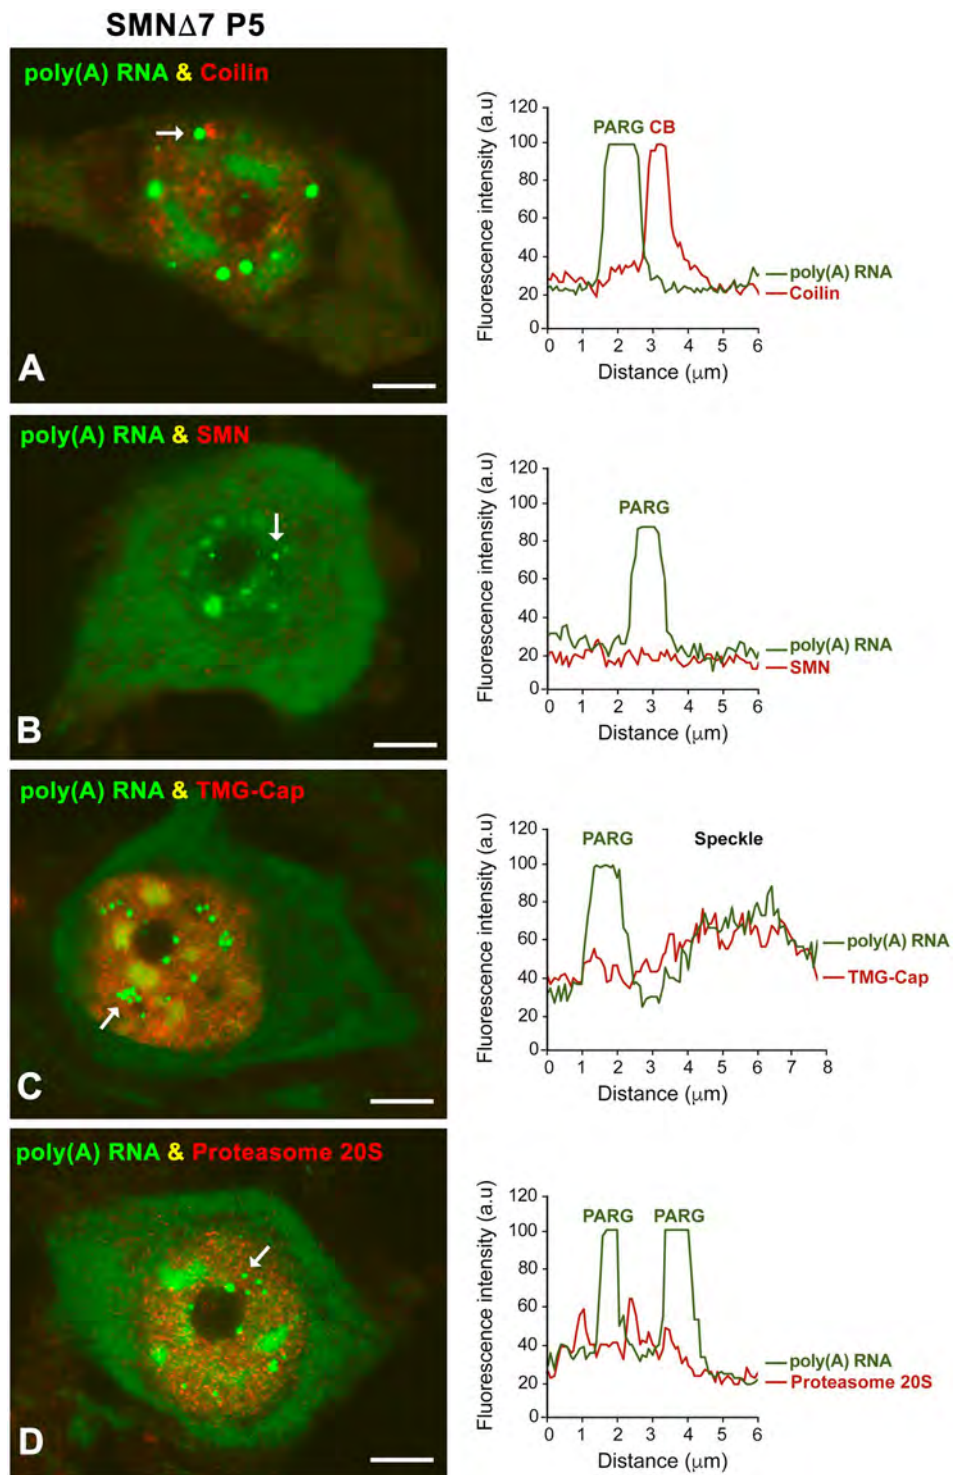 SMNΔ7 P5
poly(A) RNA & Coilin
A
Fluorescence intensity (a.u)
120
100
80
60
40
20
0
PARG CB
poly(A) RNA
Coilin
0 1 2 3 4 5 6
Distance (μm)
poly(A) RNA & SMN
B
Fluorescence intensity (a.u)
120
100
80
60
40
20
0
PARG
poly(A) RNA
SMN
0 1 2 3 4 5 6
Distance (μm)
poly(A) RNA & TMG-Cap
C
Fluorescence intensity (a.u)
120
100
80
60
40
20
0
PARG Speckle
poly(A) RNA
TMG-Cap
0 1 2 3 4 5 6 7 8
Distance (μm)
poly(A) RNA & Proteasome 20S
D
Fluorescence intensity (a.u)
120
100
80
60
40
20
0
PARG PARG
poly(A) RNA
Proteasome 20S
0 1 2 3 4 5 6
Distance (μm)